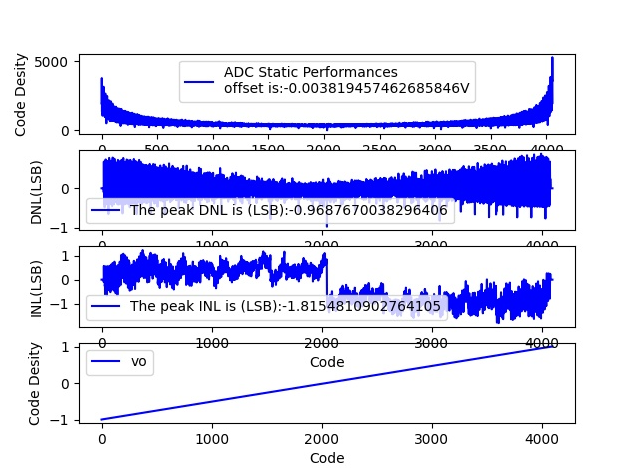 5000
0
Code Desity
ADC Static Performances
offset is:-0.003819457462685846V
0 500 1000 1500 2000 2500 3000 3500 4000
0
−1
DNL(LSB)
The peak DNL is (LSB):-0.9687670038296406
0 1000 2000 3000 4000
1
0
−1
INL(LSB)
The peak INL is (LSB):-1.8154810902764105
0 1000 2000 3000 4000
Code
1
0
−1
Code Desity
vo
0 1000 2000 3000 4000
Code